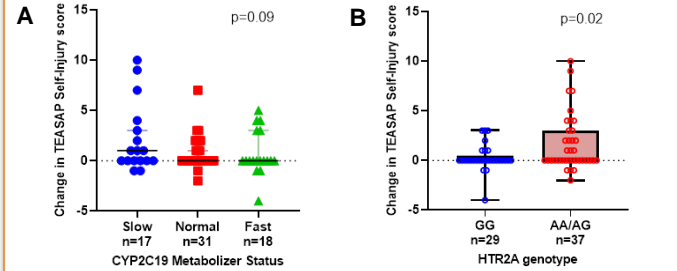 A
Change in TEASAP Self-Injury score
15
10
5
0
-5
p=0.09
Slow
n=17
Normal
n=31
Fast
n=18
CYP2C19 Metabolizer Status
B
Change in TEASAP Self-Injury score
15
10
5
0
-5
p=0.02
GG
n=29
AA/AG
n=37
HTR2A genotype